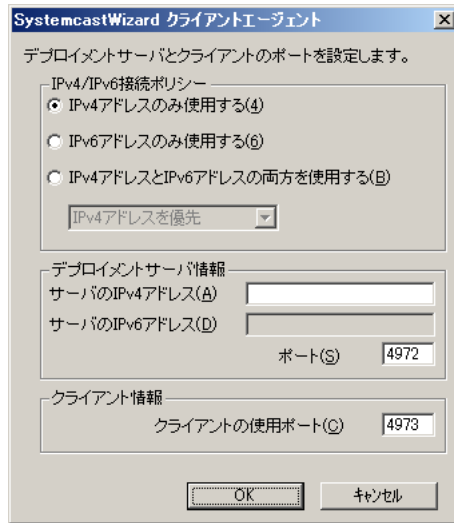 SystemcastWizard クライアントエージェント
デプロイメントサーバとクライアントのポートを設定します。
IPv4/IPv6接続ポリシー
IPv4アドレスのみ使用する(4)
IPv6アドレスのみ使用する(6)
IPv4アドレスとIPv6アドレスの両方を使用する(B)
IPv4アドレスを優先
デプロイメントサーバ情報
サーバのIPv4アドレス(A)
サーバのIPv6アドレス(D)
ポート(S) 4972
クライアント情報
クライアントの使用ポート(C) 4973
OK キャンセル